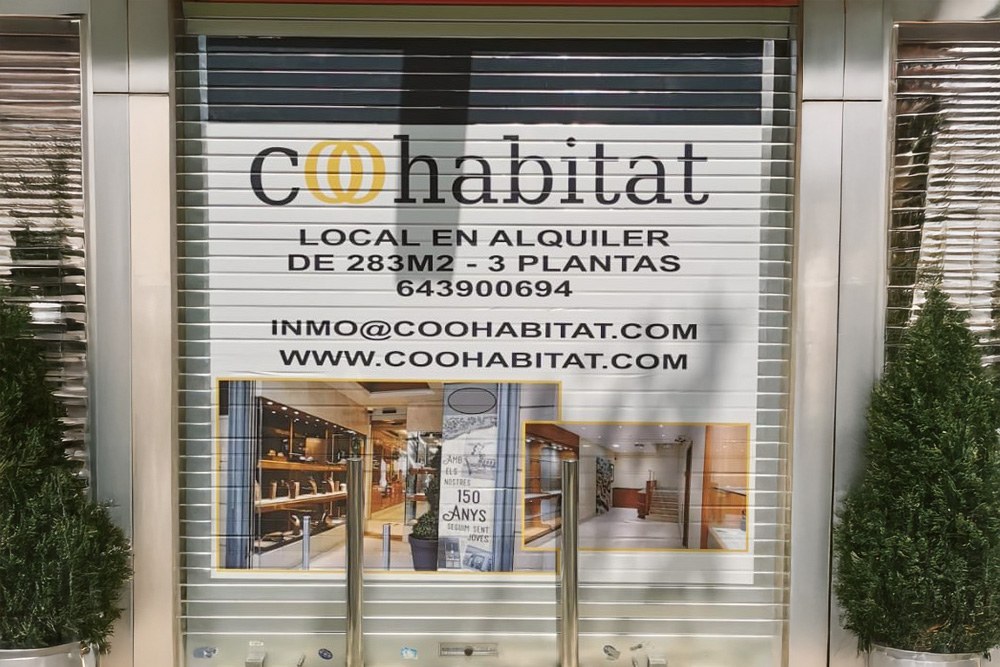 coohabitat
LOCAL EN ALQUILER
DE 283M2 - 3 PLANTAS
643900694
INMO@COOHABITAT.COM
WWW.COOHABITAT.COM
AMB
ELS
NOSTRES
150
ANYS
SEGUIM SENT
JOVES